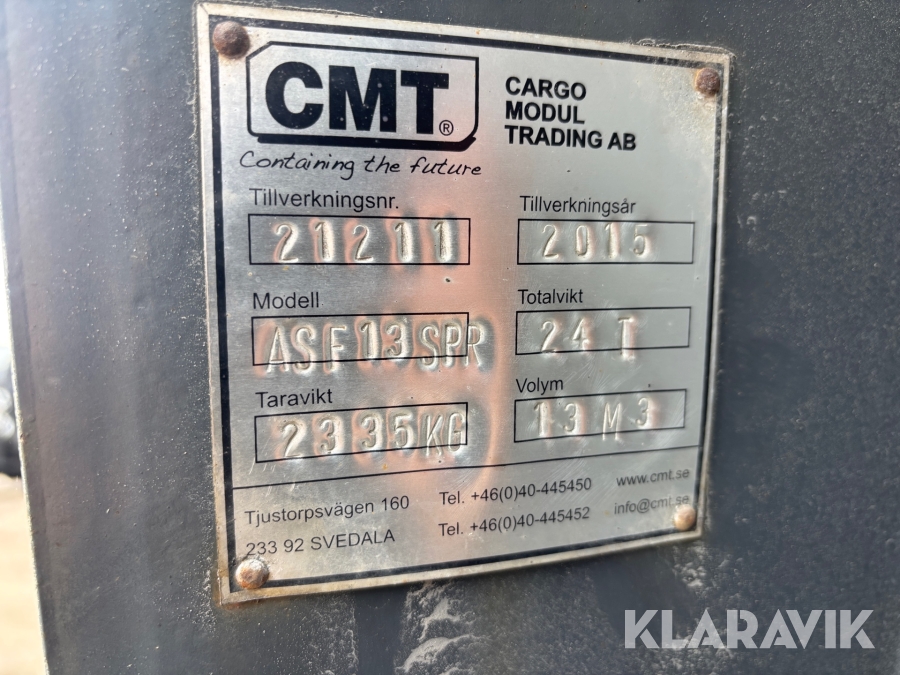 CMT®
Containing the future
CARGO
MODUL
TRADING AB
Tillverkningsnr.
21211
Tillverkningsår
2015
Modell
ASF13SPR
Totalvikt
24 T
Taravikt
2335KG
Volym
13 M3
Tjustorpsvägen 160
233 92 SVEDALA
Tel. +46(0)40-445450
Tel. +46(0)40-445452
www.cmt.se
info@cmt.se
KLARAVIK